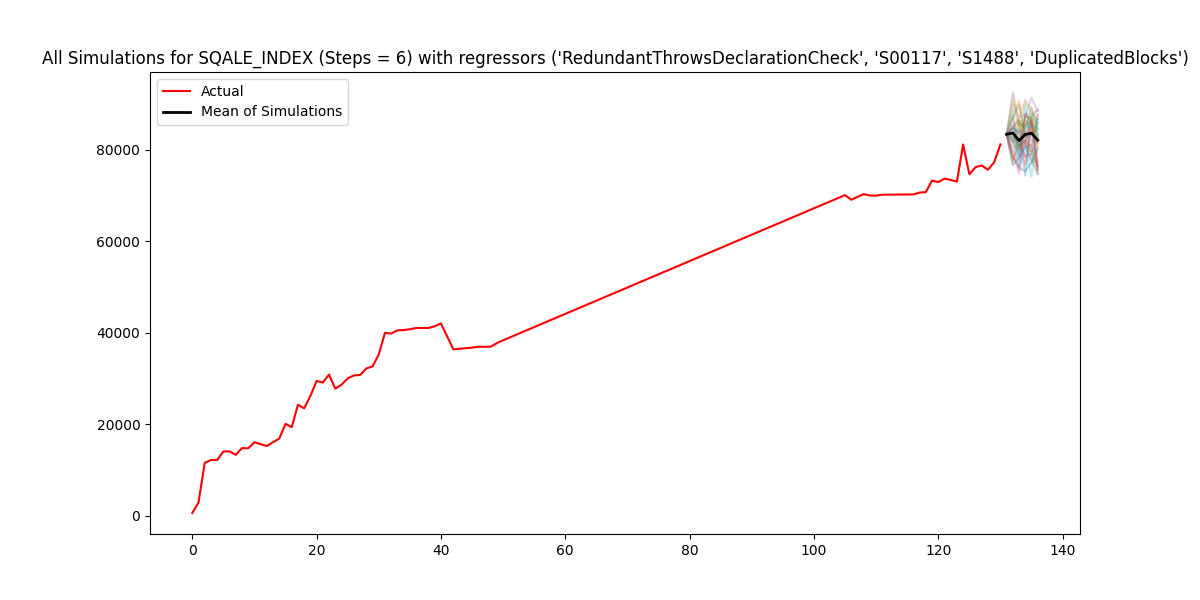 All Simulations for SQALE_INDEX (Steps = 6) with regressors ('RedundantThrowsDeclarationCheck', 'S00117', 'S1488', 'DuplicatedBlocks')
Actual
Mean of Simulations
80000
60000
40000
20000
0
0 20 40 60 80 100 120 140